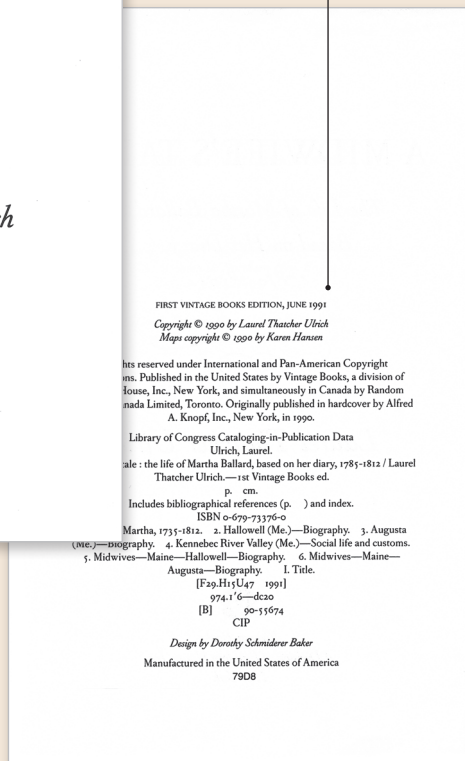 h
FIRST VINTAGE BOOKS EDITION, JUNE 1991
Copyright © 1990 by Laurel Thatcher Ulrich
Maps copyright © 1990 by Karen Hansen
hts reserved under International and Pan-American Copyright
ns. Published in the United States by Vintage Books, a division of
House, Inc., New York, and simultaneously in Canada by Random
nada Limited, Toronto. Originally published in hardcover by Alfred
A. Knopf, Inc., New York, in 1990.
Library of Congress Cataloging-in-Publication Data
Ulrich, Laurel.
ale : the life of Martha Ballard, based on her diary, 1785-1812 / Laurel
Thatcher Ulrich.—1st Vintage Books ed.
p. cm.
Includes bibliographical references (p. ) and index.
ISBN 0-679-73376-0
Martha, 1735-1812. 2. Hallowell (Me.)—Biography. 3. Augusta
(Me.)—Biography. 4. Kennebec River Valley (Me.)—Social life and customs.
5. Midwives—Maine—Hallowell—Biography. 6. Midwives—Maine—
Augusta—Biography. I. Title.
[F29.H15U47 1991]
974.1'6—dc20
[B] 90-55674
CIP
Design by Dorothy Schmiderer Baker
Manufactured in the United States of America
79D8